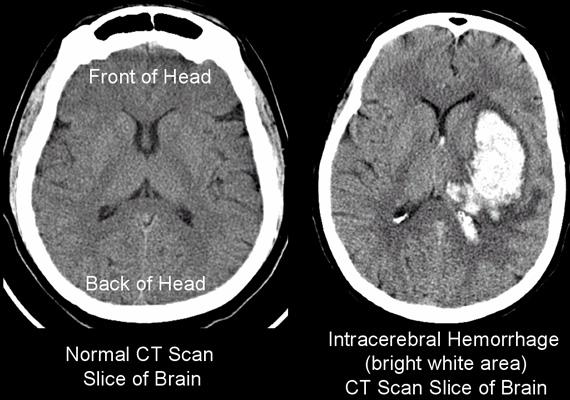 Front of Head
Back of Head
Normal CT Scan
Slice of Brain
Intracerebral Hemorrhage
(bright white area)
CT Scan Slice of Brain